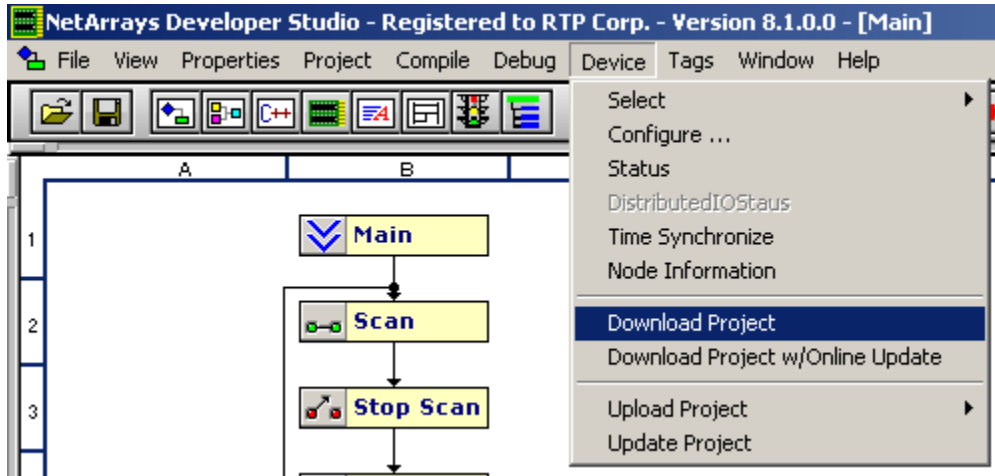 NetArrays Developer Studio - Registered to RTP Corp. - Version 8.1.0.0 - [Main]
File View Properties Project Compile Debug Device Tags Window Help
C++ A
Select
Configure ...
Status
DistributedIOStaus
Time Synchronize
Node Information
Download Project
Download Project w/Online Update
Upload Project
Update Project
A B
1 Main
2 Scan
3 Stop Scan